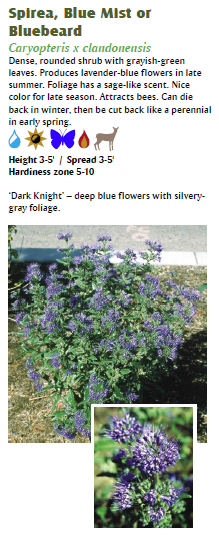 Spirea, Blue Mist or
Bluebeard
Caryopteris x clandonensis
Dense, rounded shrub with grayish-green
leaves. Produces lavender-blue flowers in late
summer. Foliage has a sage-like scent. Nice
color for late season. Attracts bees. Can die
back in winter, then be cut back like a perennial
in early spring.
Height 3-5' / Spread 3-5'
Hardiness zone 5-10
'Dark Knight' – deep blue flowers with silvery-
gray foliage.